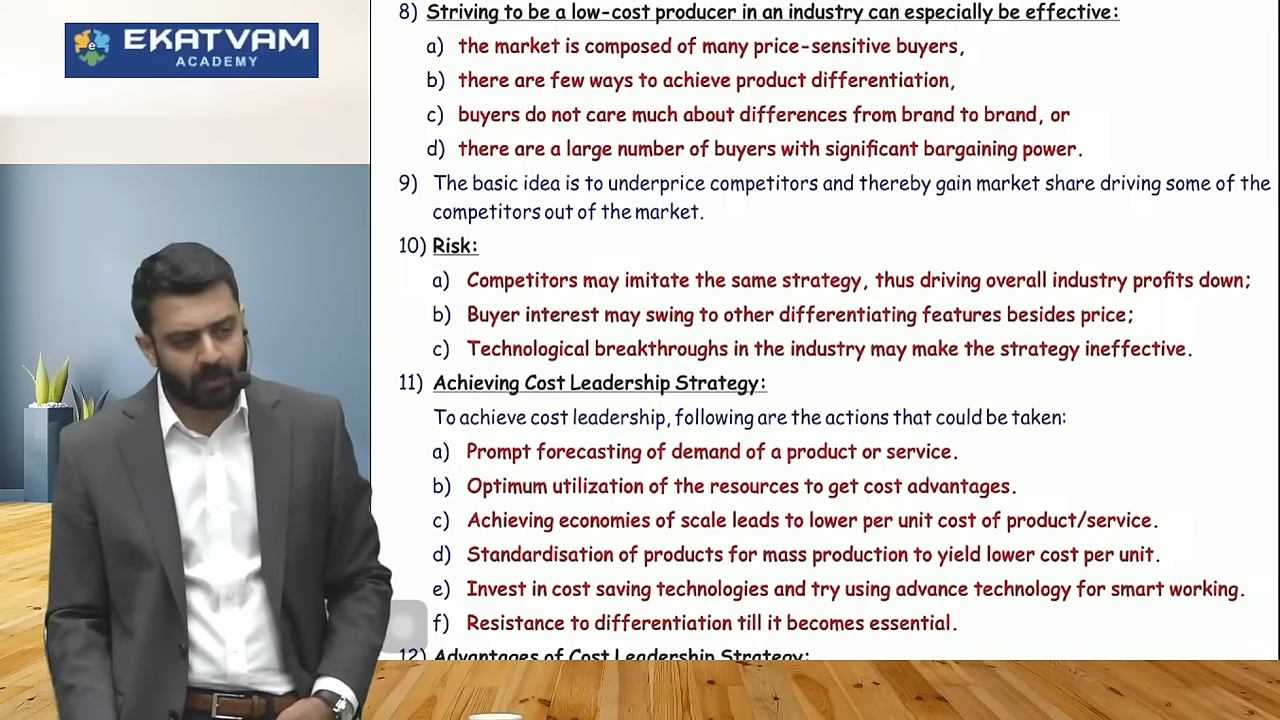 EKATVAM
ACADEMY
8) Striving to be a low-cost producer in an industry can especially be effective:
a) the market is composed of many price-sensitive buyers,
b) there are few ways to achieve product differentiation,
c) buyers do not care much about differences from brand to brand, or
d) there are a large number of buyers with significant bargaining power.
9) The basic idea is to underprice competitors and thereby gain market share driving some of the
competitors out of the market.
10) Risk:
a) Competitors may imitate the same strategy, thus driving overall industry profits down;
b) Buyer interest may swing to other differentiating features besides price;
c) Technological breakthroughs in the industry may make the strategy ineffective.
11) Achieving Cost Leadership Strategy:
To achieve cost leadership, following are the actions that could be taken:
a) Prompt forecasting of demand of a product or service.
b) Optimum utilization of the resources to get cost advantages.
c) Achieving economies of scale leads to lower per unit cost of product/service.
d) Standardisation of products for mass production to yield lower cost per unit.
e) Invest in cost saving technologies and try using advance technology for smart working.
f) Resistance to differentiation till it becomes essential.
12) Advantages of Cost Leadership Strategy: